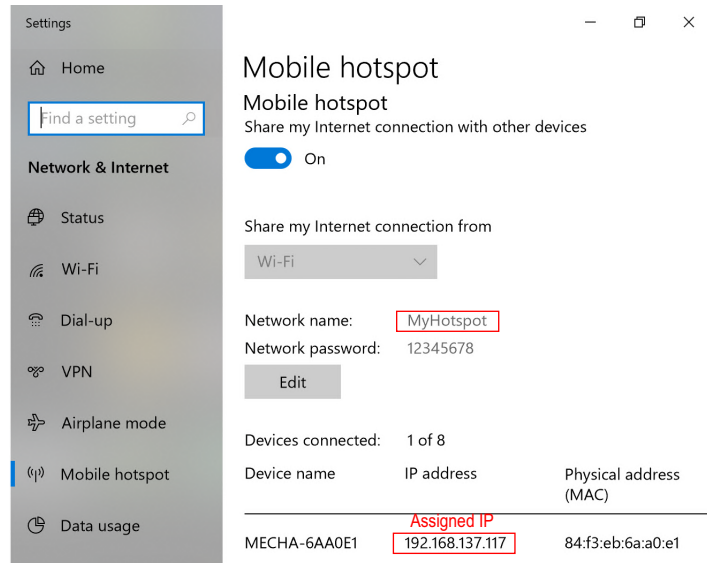 Settings
Home
Find a setting
Network & Internet
Status
Wi-Fi
Dial-up
VPN
Airplane mode
Mobile hotspot
Data usage
Mobile hotspot
Mobile hotspot
Share my Internet connection with other devices
On
Share my Internet connection from
Wi-Fi
Network name: MyHotspot
Network password: 12345678
Edit
Devices connected: 1 of 8
Device name IP address Physical address
(MAC)
Assigned IP
MECHA-6AA0E1 192.168.137.117 84:f3:eb:6a:a0:e1